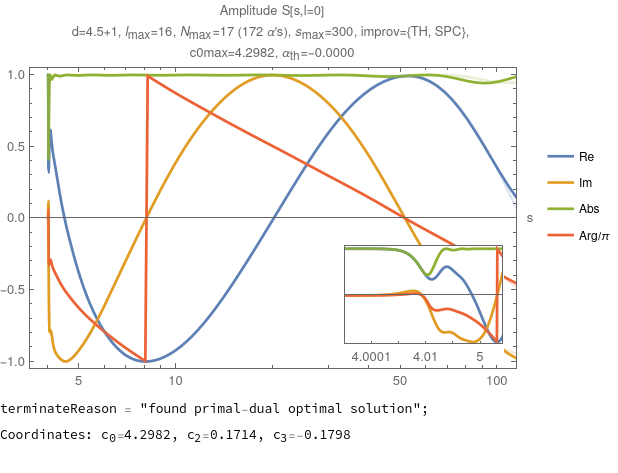 Amplitude S[s,l=0]
d=4.5+1, lmax=16, Nmax=17 (172 α's), smax=300, improv={TH, SPC},
c0max=4.2982, αth=-0.0000
1.0
0.5
0.0
-0.5
-1.0
s
5
10
50
100
Re
Im
Abs
Arg/π
4.0001
4.01
5
terminateReason = "found primal-dual optimal solution";
Coordinates: c0=4.2982, c2=0.1714, c3=-0.1798